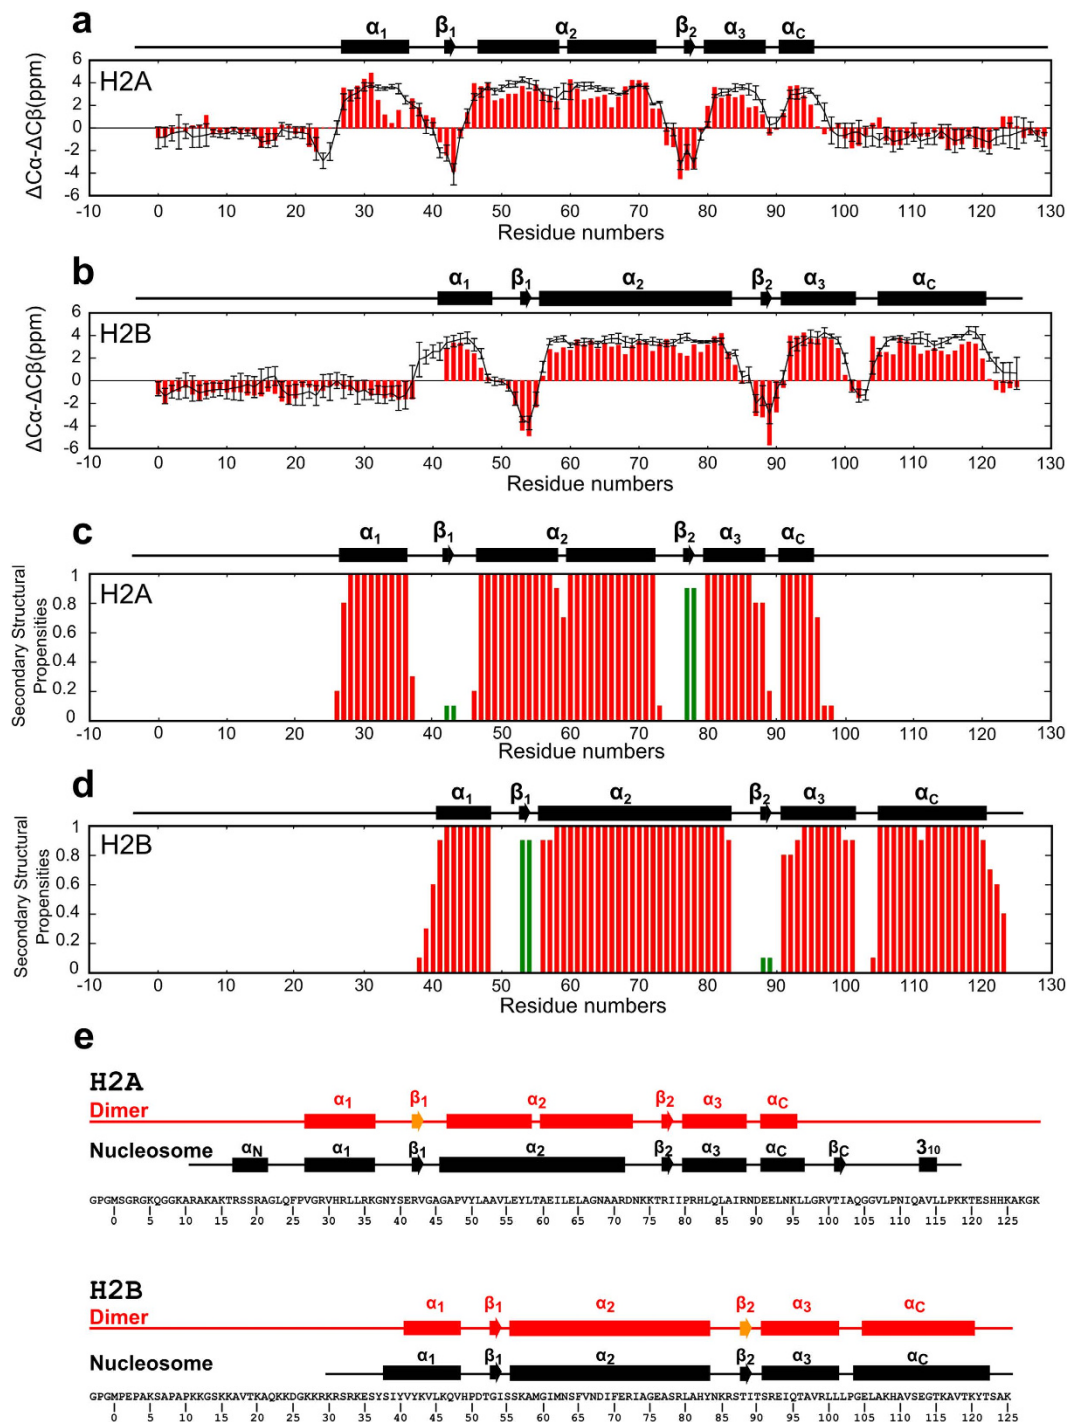 a
α1 β1 α2 β2 α3 αC
H2A
ΔCα-ΔCβ(ppm)
6
4
2
0
-2
-4
-6
-10 0 10 20 30 40 50 60 70 80 90 100 110 120 130
Residue numbers
b
α1 β1 α2 β2 α3 αC
H2B
ΔCα-ΔCβ(ppm)
6
4
2
0
-2
-4
-6
-10 0 10 20 30 40 50 60 70 80 90 100 110 120 130
Residue numbers
c
α1 β1 α2 β2 α3 αC
H2A
Secondary Structural
Propensities
1
0.8
0.6
0.4
0.2
0
-10 0 10 20 30 40 50 60 70 80 90 100 110 120 130
Residue numbers
d
α1 β1 α2 β2 α3 αC
H2B
Secondary Structural
Propensities
1
0.8
0.6
0.4
0.2
0
-10 0 10 20 30 40 50 60 70 80 90 100 110 120 130
Residue numbers
e
H2A
Dimer α1 β1 α2 β2 α3 αC
Nucleosome αN α1 β1 α2 β2 α3 αC βC 310
GPGMSGRGKQGGKARAKAKTRSSRAGLQFPVGRVHRLLRKGNYSERVGAGAPVYLAAVLEYLTAEILELAGNAARDNKKTRIIPRHLQLAIRNDEELNKLLGRVTIAQGGVLPNIQAVLLPKKTESHHKAKGK
0 5 10 15 20 25 30 35 40 45 50 55 60 65 70 75 80 85 90 95 100 105 110 115 120 125
H2B
Dimer α1 β1 α2 β2 α3 αC
Nucleosome α1 β1 α2 β2 α3 αC
GPGMPEPAKSAPAPKKGSKKAVTKAQKKDGKKRKRSRKESYSIYVYKVLKQVHPDTGISSKAMGIMNSFVNDIFERIAGEASRLAHYNKRSTITSREIQTAVRLLLPGELAKHAVSEGTKAVTKYTSAK
0 5 10 15 20 25 30 35 40 45 50 55 60 65 70 75 80 85 90 95 100 105 110 115 120 125